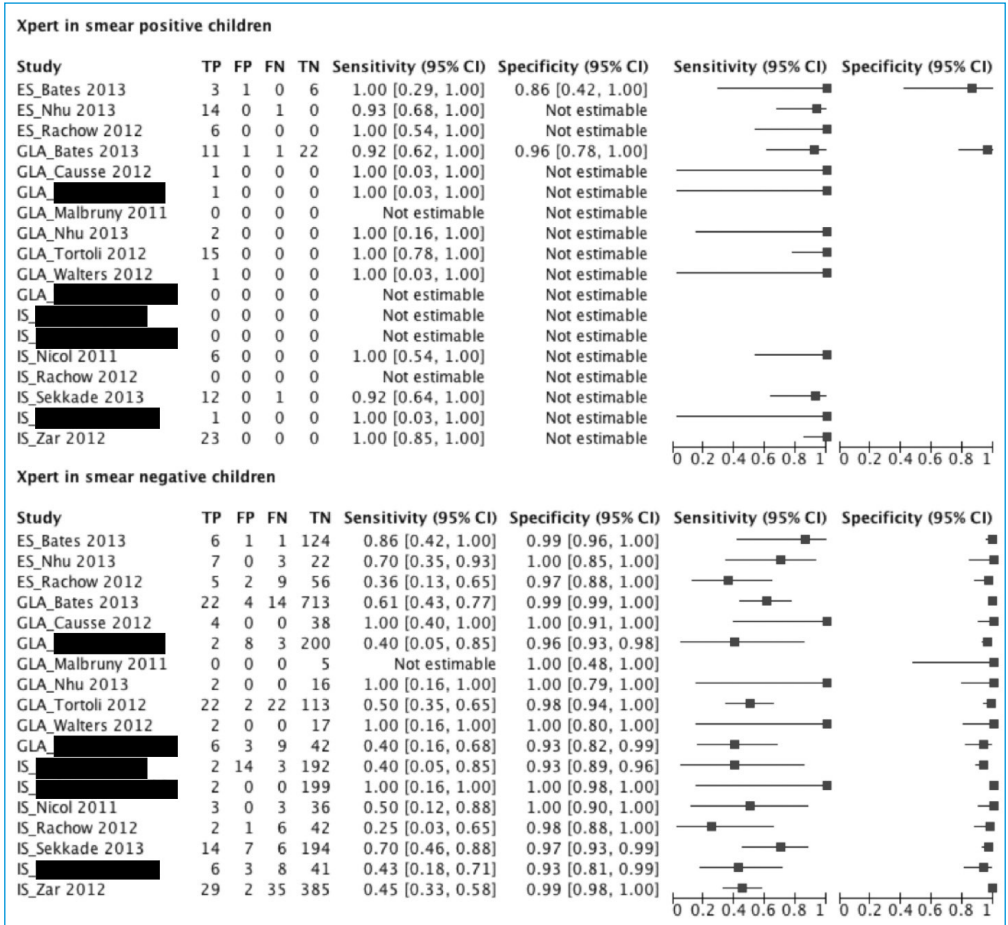 Xpert in smear positive children
Study TP FP FN TN Sensitivity (95% CI) Specificity (95% CI) Sensitivity (95% CI) Specificity (95% CI)
ES_Bates 2013 3 1 0 6 1.00 [0.29, 1.00] 0.86 [0.42, 1.00]
ES_Nhu 2013 14 0 1 0 0.93 [0.68, 1.00] Not estimable
ES_Rachow 2012 6 0 0 0 1.00 [0.54, 1.00] Not estimable
GLA_Bates 2013 11 1 1 22 0.92 [0.62, 1.00] 0.96 [0.78, 1.00]
GLA_Causse 2012 1 0 0 0 1.00 [0.03, 1.00] Not estimable
GLA_ 1 0 0 0 1.00 [0.03, 1.00] Not estimable
GLA_Malbruny 2011 0 0 0 0 Not estimable Not estimable
GLA_Nhu 2013 2 0 0 0 1.00 [0.16, 1.00] Not estimable
GLA_Tortoli 2012 15 0 0 0 1.00 [0.78, 1.00] Not estimable
GLA_Walters 2012 1 0 0 0 1.00 [0.03, 1.00] Not estimable
GLA_ 0 0 0 0 Not estimable Not estimable
IS_ 0 0 0 0 Not estimable Not estimable
IS_ 0 0 0 0 Not estimable Not estimable
IS_Nicol 2011 6 0 0 0 1.00 [0.54, 1.00] Not estimable
IS_Rachow 2012 0 0 0 0 Not estimable Not estimable
IS_Sekkade 2013 12 0 1 0 0.92 [0.64, 1.00] Not estimable
IS_ 1 0 0 0 1.00 [0.03, 1.00] Not estimable
IS_Zar 2012 23 0 0 0 1.00 [0.85, 1.00] Not estimable
0 0.2 0.4 0.6 0.8 1 0 0.2 0.4 0.6 0.8 1
Xpert in smear negative children
Study TP FP FN TN Sensitivity (95% CI) Specificity (95% CI) Sensitivity (95% CI) Specificity (95% CI)
ES_Bates 2013 6 1 1 124 0.86 [0.42, 1.00] 0.99 [0.96, 1.00]
ES_Nhu 2013 7 0 3 22 0.70 [0.35, 0.93] 1.00 [0.85, 1.00]
ES_Rachow 2012 5 2 9 56 0.36 [0.13, 0.65] 0.97 [0.88, 1.00]
GLA_Bates 2013 22 4 14 713 0.61 [0.43, 0.77] 0.99 [0.99, 1.00]
GLA_Causse 2012 4 0 0 38 1.00 [0.40, 1.00] 1.00 [0.91, 1.00]
GLA_ 2 8 3 200 0.40 [0.05, 0.85] 0.96 [0.93, 0.98]
GLA_Malbruny 2011 0 0 0 5 Not estimable 1.00 [0.48, 1.00]
GLA_Nhu 2013 2 0 0 16 1.00 [0.16, 1.00] 1.00 [0.79, 1.00]
GLA_Tortoli 2012 22 2 22 113 0.50 [0.35, 0.65] 0.98 [0.94, 1.00]
GLA_Walters 2012 2 0 0 17 1.00 [0.16, 1.00] 1.00 [0.80, 1.00]
GLA_ 6 3 9 42 0.40 [0.16, 0.68] 0.93 [0.82, 0.99]
IS_ 2 14 3 192 0.40 [0.05, 0.85] 0.93 [0.89, 0.96]
IS_ 2 0 0 199 1.00 [0.16, 1.00] 1.00 [0.98, 1.00]
IS_Nicol 2011 3 0 3 36 0.50 [0.12, 0.88] 1.00 [0.90, 1.00]
IS_Rachow 2012 2 1 6 42 0.25 [0.03, 0.65] 0.98 [0.88, 1.00]
IS_Sekkade 2013 14 7 6 194 0.70 [0.46, 0.88] 0.97 [0.93, 0.99]
IS_ 6 3 8 41 0.43 [0.18, 0.71] 0.93 [0.81, 0.99]
IS_Zar 2012 29 2 35 385 0.45 [0.33, 0.58] 0.99 [0.98, 1.00]
0 0.2 0.4 0.6 0.8 1 0 0.2 0.4 0.6 0.8 1